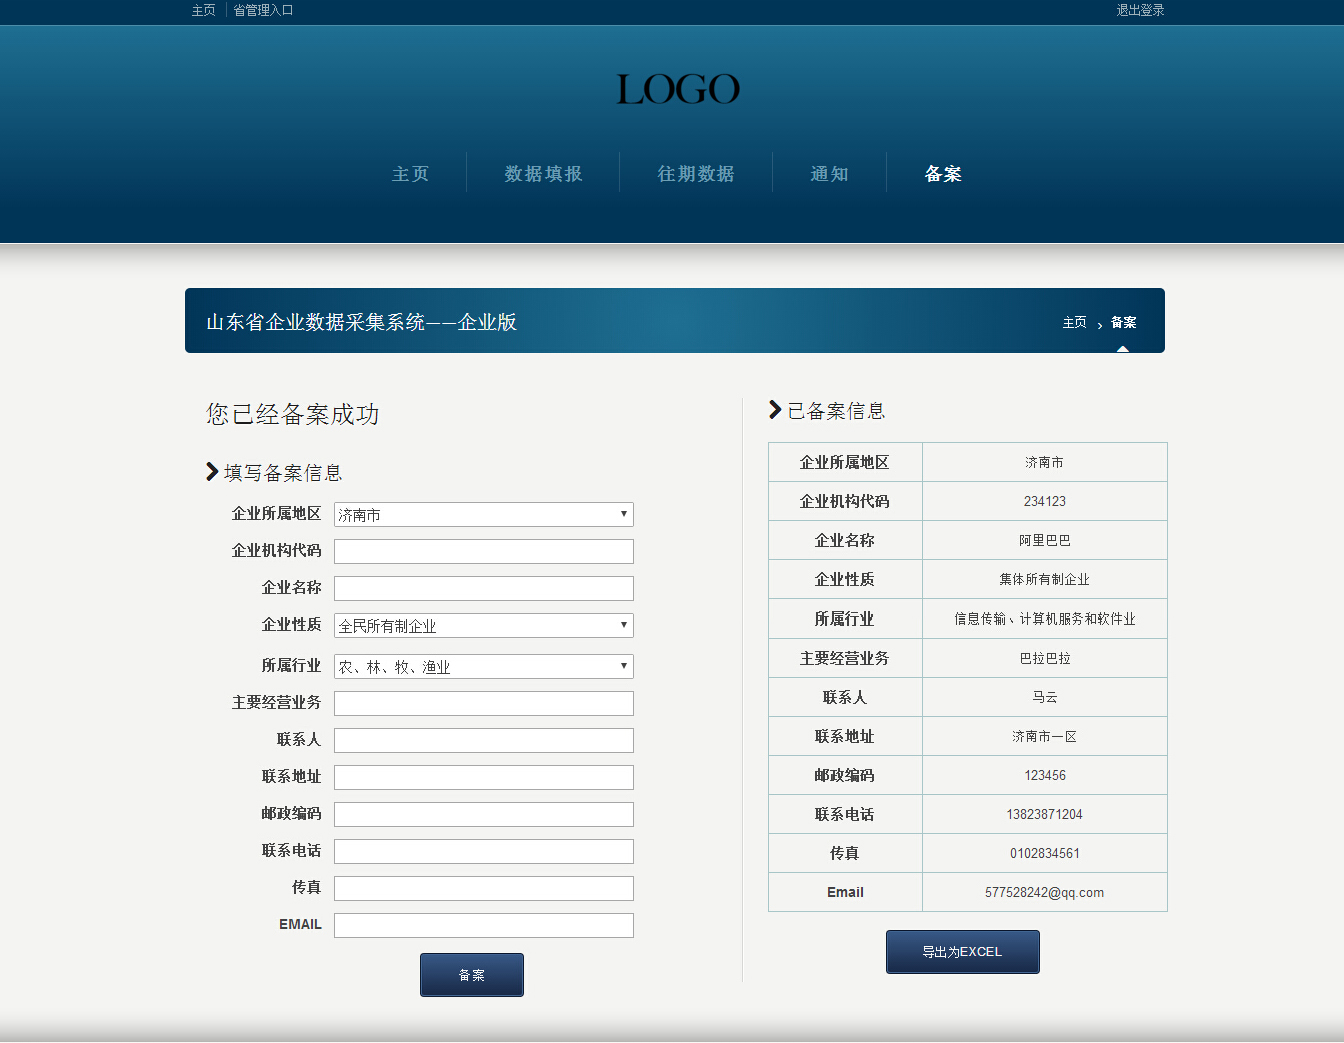 主页 省管理入口 退出登录
LOGO
主页 数据填报 往期数据 通知 备案
山东省企业数据采集系统——企业版 主页 › 备案
您已经备案成功
填写备案信息
企业所属地区 济南市
企业机构代码
企业名称
企业性质 全民所有制企业
所属行业 农、林、牧、渔业
主要经营业务
联系人
联系地址
邮政编码
联系电话
传真
EMAIL
备案
已备案信息
企业所属地区 济南市
企业机构代码 234123
企业名称 阿里巴巴
企业性质 集体所有制企业
所属行业 信息传输、计算机服务和软件业
主要经营业务 巴拉巴拉
联系人 马云
联系地址 济南市一区
邮政编码 123456
联系电话 13823871204
传真 0102834561
Email 577528242@qq.com
导出为EXCEL